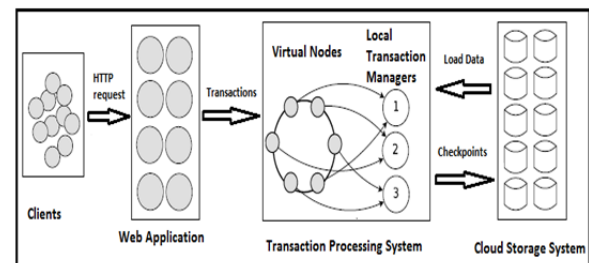 Clients
HTTP
request
Web Application
Transactions
Virtual Nodes
Local
Transaction
Managers
1
2
3
Transaction Processing System
Load Data
Checkpoints
Cloud Storage System